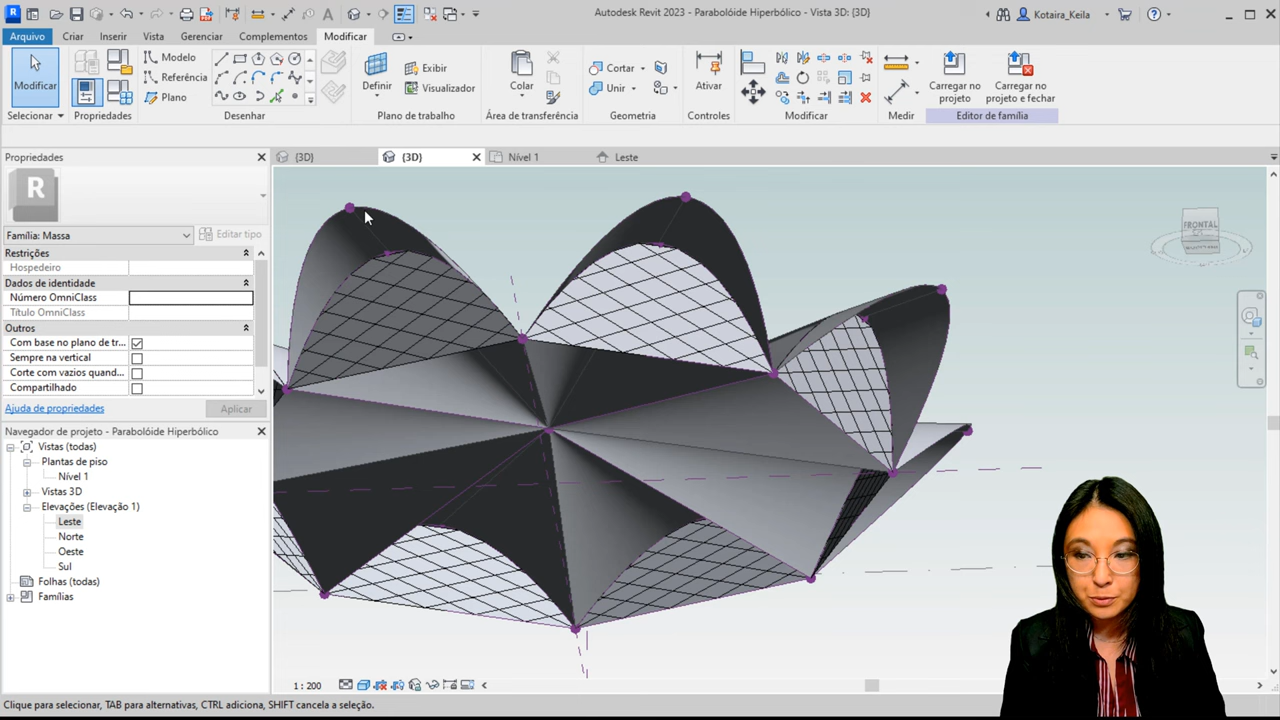 Autodesk Revit 2023 - Parabolóide Hiperbólico - Vista 3D: {3D}
Kotaira_Keila
Arquivo Criar Inserir Vista Gerenciar Complementos Modificar
Modificar
Modelo
Referência
Plano
Definir
Exibir
Visualizador
Colar
Cortar
Unir
Ativar
Medir
Carregar no projeto
Carregar no projeto e fechar
Selecionar Propriedades Desenhar Plano de trabalho Área de transferência Geometria Controles Modificar Medir Editor de família
Propriedades
{3D} {3D} Nível 1 Leste
R
FRONTAL
Família: Massa Editar tipo
Restrições
Hospedeiro
Dados de identidade
Número OmniClass
Título OmniClass
Outros
Com base no plano de tr...
Sempre na vertical
Corte com vazios quand...
Compartilhado
Ajuda de propriedades Aplicar
Navegador de projeto - Parabolóide Hiperbólico
Vistas (todas)
Plantas de piso
Nível 1
Vistas 3D
Elevações (Elevação 1)
Leste
Norte
Oeste
Sul
Folhas (todas)
Famílias
1 : 200
Clique para selecionar, TAB para alternativas, CTRL adiciona, SHIFT cancela a seleção.